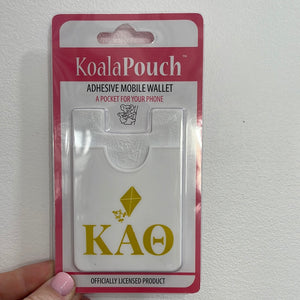 KoalaPouch™
ADHESIVE MOBILE WALLET
A POCKET FOR YOUR PHONE
ΚΑΘ
OFFICIALLY LICENSED PRODUCT